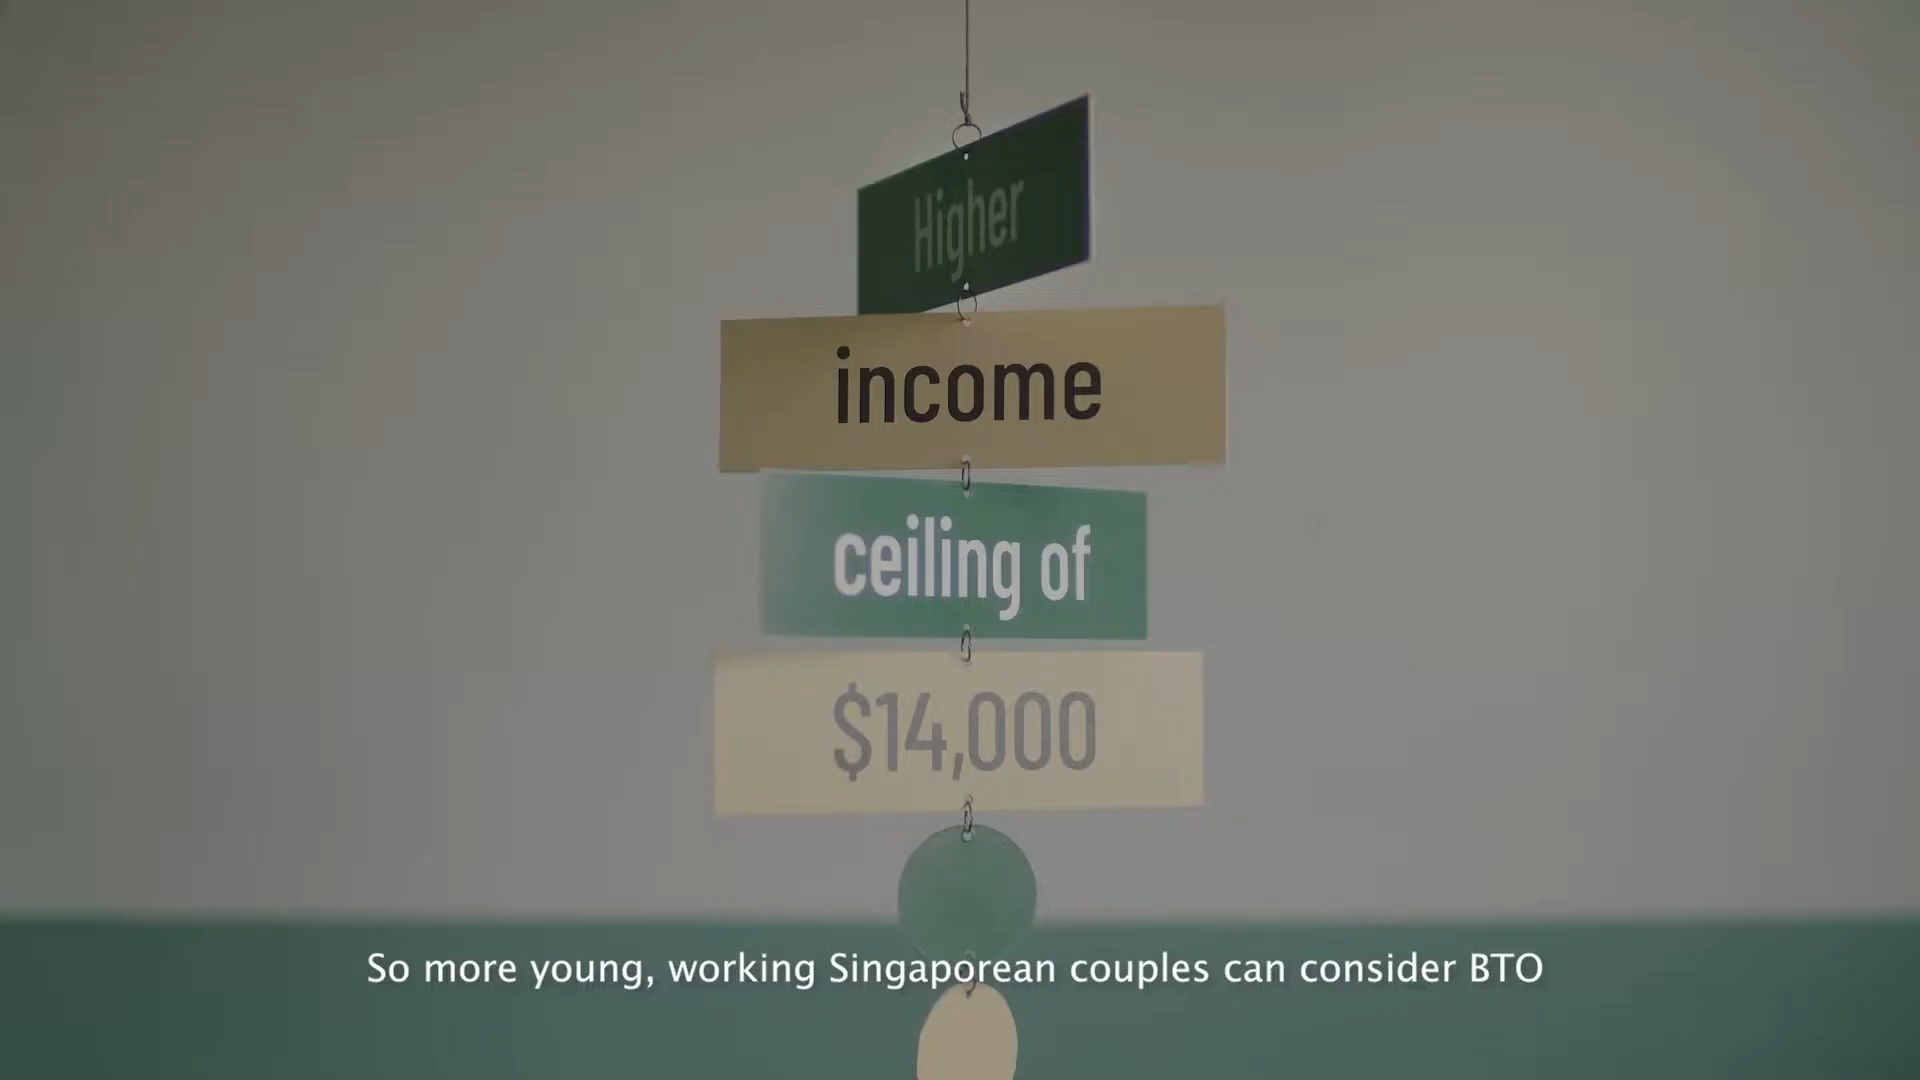 Higher
income
ceiling of
$14,000
So more young, working Singaporean couples can consider BTO